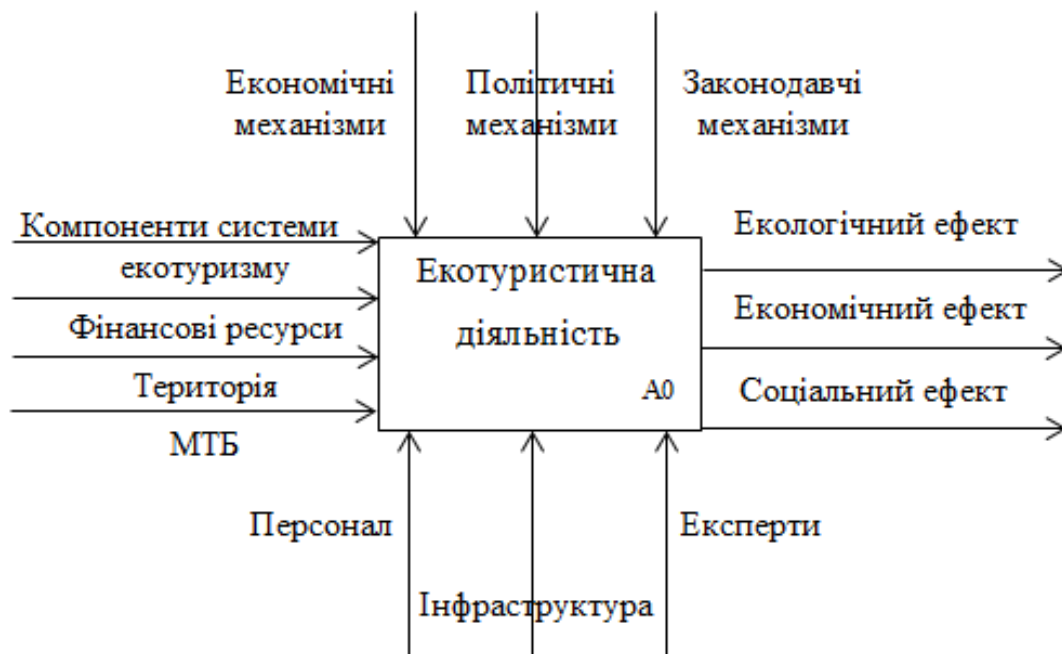 Економічні
механізми
Політичні
механізми
Законодавчі
механізми
Компоненти системи
екотуризму
Фінансові ресурси
Територія
МТБ
Екотуристична
діяльність
А0
Екологічний ефект
Економічний ефект
Соціальний ефект
Персонал
Експерти
Інфраструктура